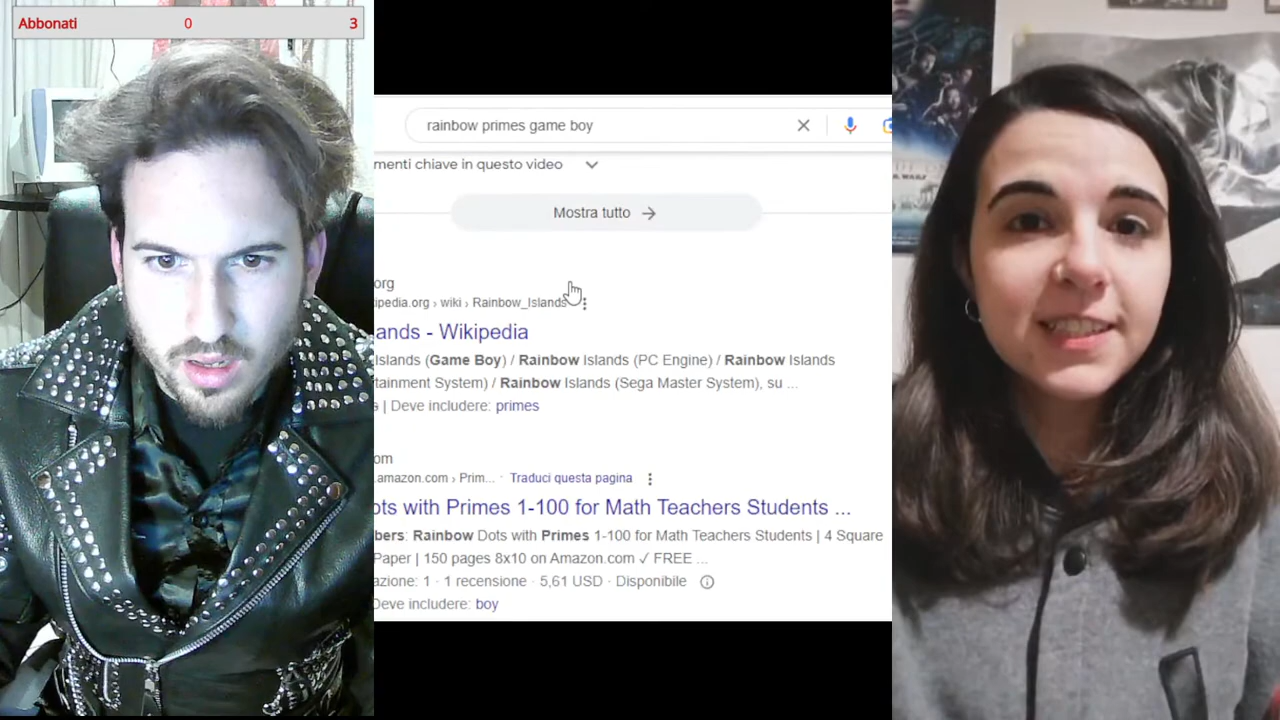 Abbonati 0 3
rainbow primes game boy
menti chiave in questo video
Mostra tutto
org
ipedia.org › wiki › Rainbow_Islands
ands - Wikipedia
Islands (Game Boy) / Rainbow Islands (PC Engine) / Rainbow Islands
tainment System) / Rainbow Islands (Sega Master System), su ...
| Deve includere: primes
om
.amazon.com › Prim... · Traduci questa pagina
ots with Primes 1-100 for Math Teachers Students ...
bers: Rainbow Dots with Primes 1-100 for Math Teachers Students | 4 Square
Paper | 150 pages 8x10 on Amazon.com ✓ FREE ...
azione: 1 · 1 recensione · 5,61 USD · Disponibile
Deve includere: boy